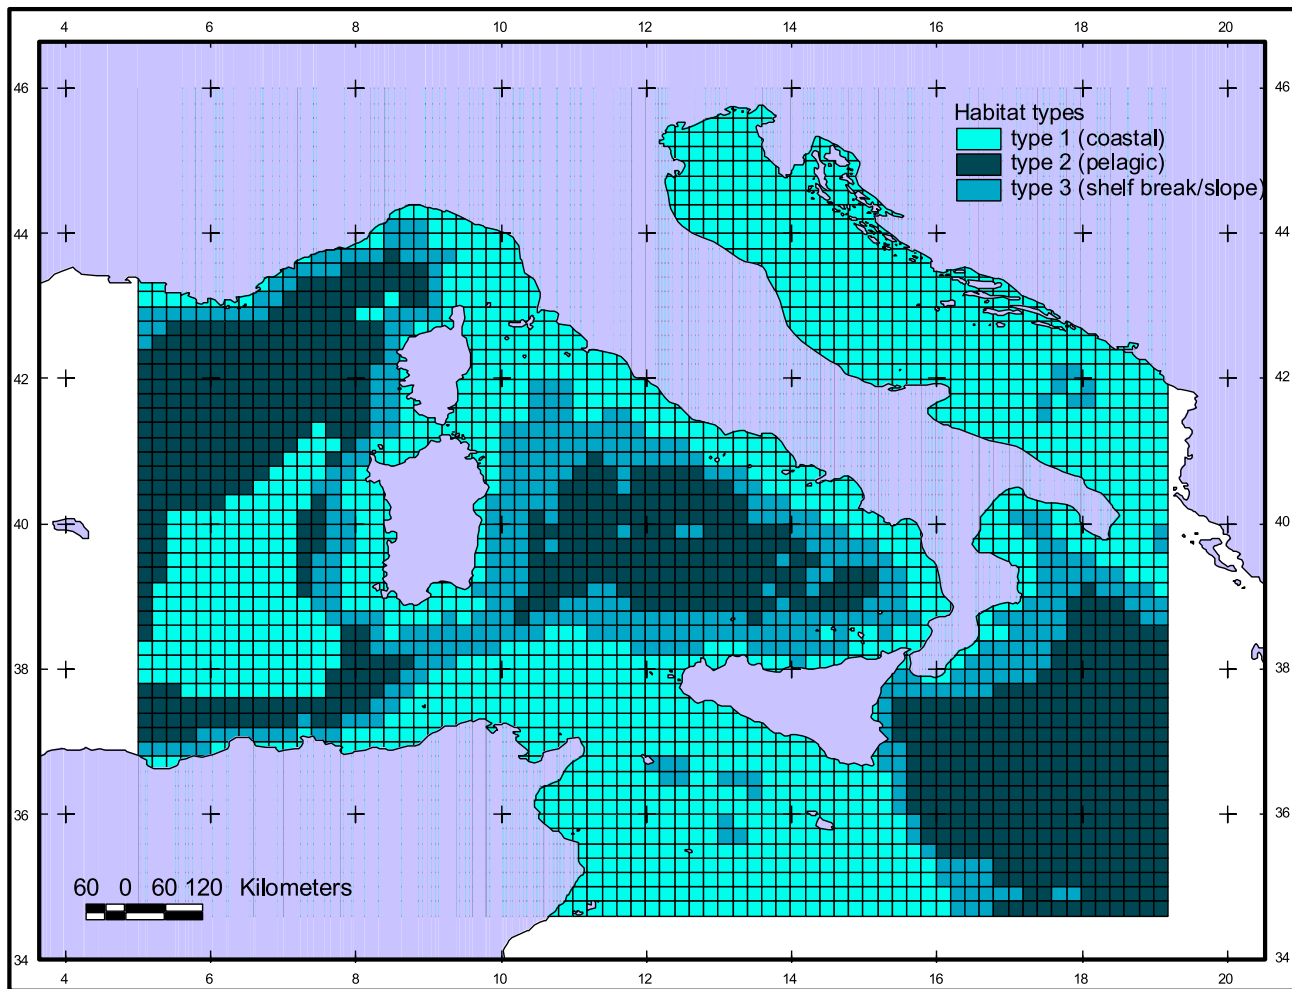 4 6 8 10 12 14 16 18 20
46 46
Habitat types
type 1 (coastal)
type 2 (pelagic)
type 3 (shelf break/slope)
44 44
42 42
40 40
38 38
36 36
60 0 60 120 Kilometers
34 34
4 6 8 10 12 14 16 18 20